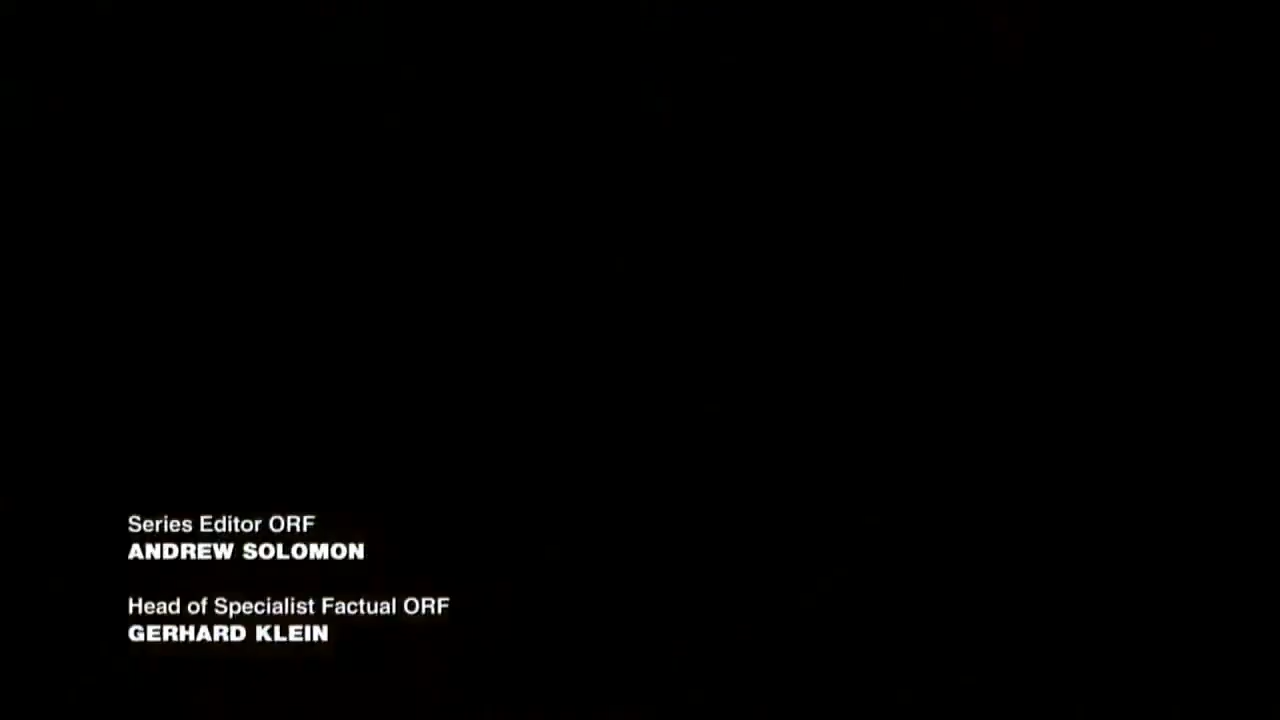 Series Editor ORF
ANDREW SOLOMON
Head of Specialist Factual ORF
GERHARD KLEIN